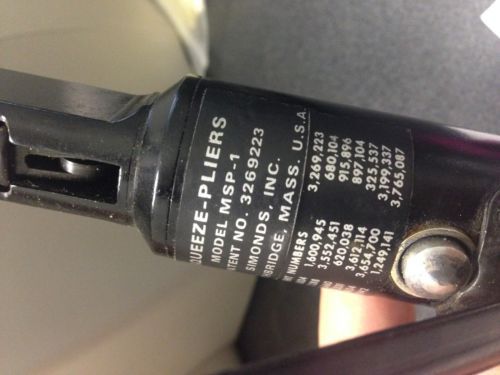 QUEEZE-PLIERS
MODEL MSP-1
ATENT NO. 3269223
SIMONDS, INC.
BRIDGE, MASS. U.S.A.
NT NUMBERS
1,600,945 3,269,223
3,552,451 680,104
620,038 915,896
3,612,114 897,104
3,654,700 325,537
1,249,141 3,199,337
3,765,087